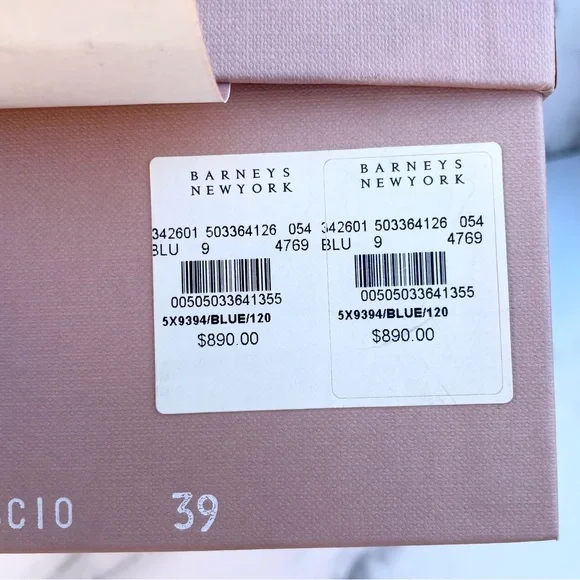 BARNEYS
NEWYORK
342601 503364126 054
BLU 9 4769
00505033641355
5X9394/BLUE/120
$890.00
BARNEYS
NEWYORK
342601 503364126 054
BLU 9 4769
00505033641355
5X9394/BLUE/120
$890.00
CIO 39